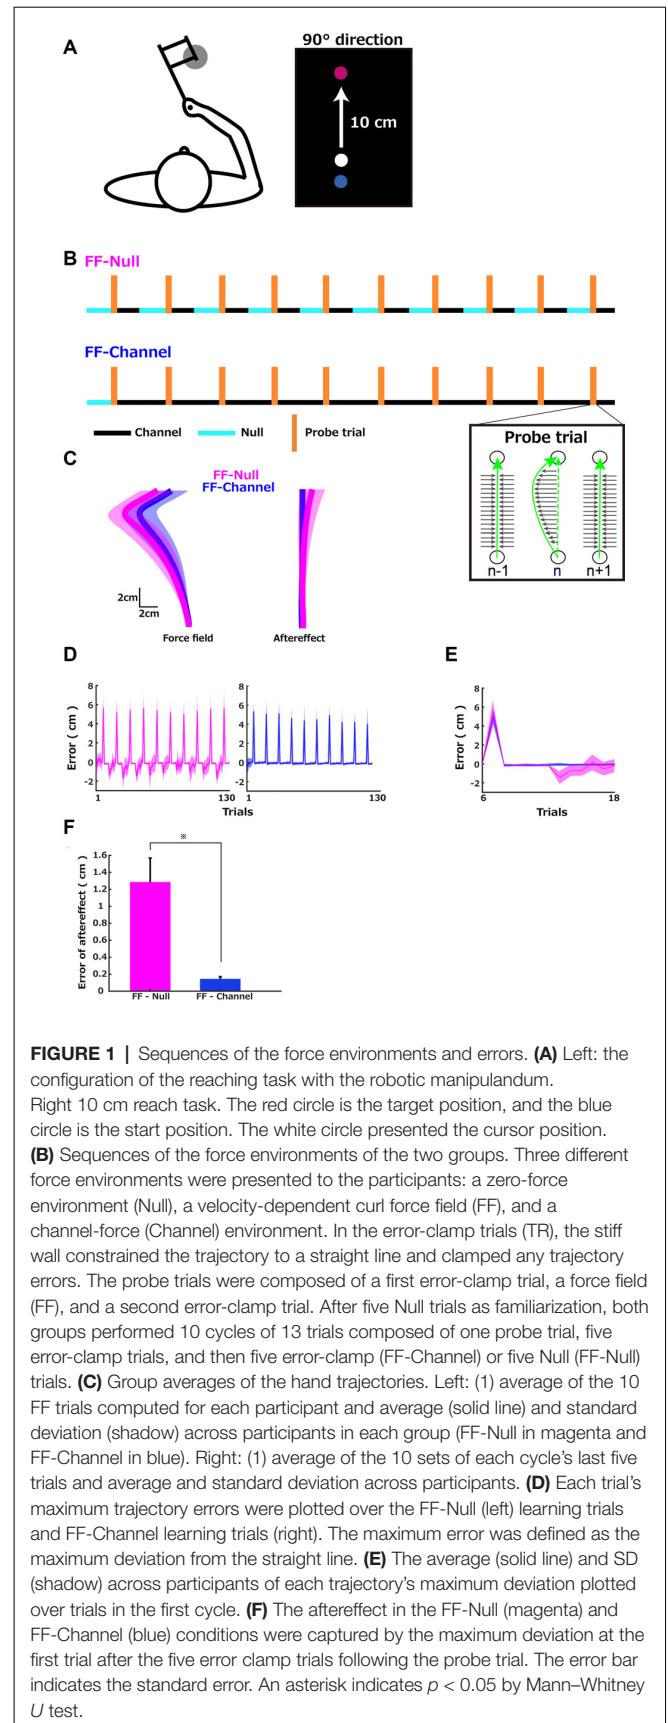 A
90° direction
10 cm
B
FF-Null
FF-Channel
Channel
Null
Probe trial
Probe trial
n-1
n
n+1
C
FF-Null
FF-Channel
2cm
2cm
Force field
Aftereffect
D
E
Error ( cm )
8
6
4
2
0
-2
1
130
8
6
4
2
0
-2
1
130
Trials
Error ( cm )
8
6
4
2
0
-2
6
18
Trials
F
※
Error of aftereffect ( cm )
1.6
1.4
1.2
1
0.8
0.6
0.4
0.2
0
FF - Null
FF - Channel
FIGURE 1 | Sequences of the force environments and errors. (A) Left: the
configuration of the reaching task with the robotic manipulandum.
Right 10 cm reach task. The red circle is the target position, and the blue
circle is the start position. The white circle presented the cursor position.
(B) Sequences of the force environments of the two groups. Three different
force environments were presented to the participants: a zero-force
environment (Null), a velocity-dependent curl force field (FF), and a
channel-force (Channel) environment. In the error-clamp trials (TR), the stiff
wall constrained the trajectory to a straight line and clamped any trajectory
errors. The probe trials were composed of a first error-clamp trial, a force field
(FF), and a second error-clamp trial. After five Null trials as familiarization, both
groups performed 10 cycles of 13 trials composed of one probe trial, five
error-clamp trials, and then five error-clamp (FF-Channel) or five Null (FF-Null)
trials. (C) Group averages of the hand trajectories. Left: (1) average of the 10
FF trials computed for each participant and average (solid line) and standard
deviation (shadow) across participants in each group (FF-Null in magenta and
FF-Channel in blue). Right: (1) average of the 10 sets of each cycle's last five
trials and average and standard deviation across participants. (D) Each trial's
maximum trajectory errors were plotted over the FF-Null (left) learning trials
and FF-Channel learning trials (right). The maximum error was defined as the
maximum deviation from the straight line. (E) The average (solid line) and SD
(shadow) across participants of each trajectory's maximum deviation plotted
over trials in the first cycle. (F) The aftereffect in the FF-Null (magenta) and
FF-Channel (blue) conditions were captured by the maximum deviation at the
first trial after the five error clamp trials following the probe trial. The error bar
indicates the standard error. An asterisk indicates p < 0.05 by Mann–Whitney
U test.